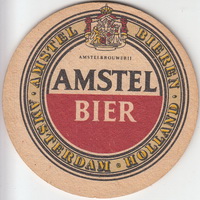 AMSTEL BIEREN
AMSTELBROUWERIJ
AMSTEL
BIER
AMSTERDAM · HOLLAND